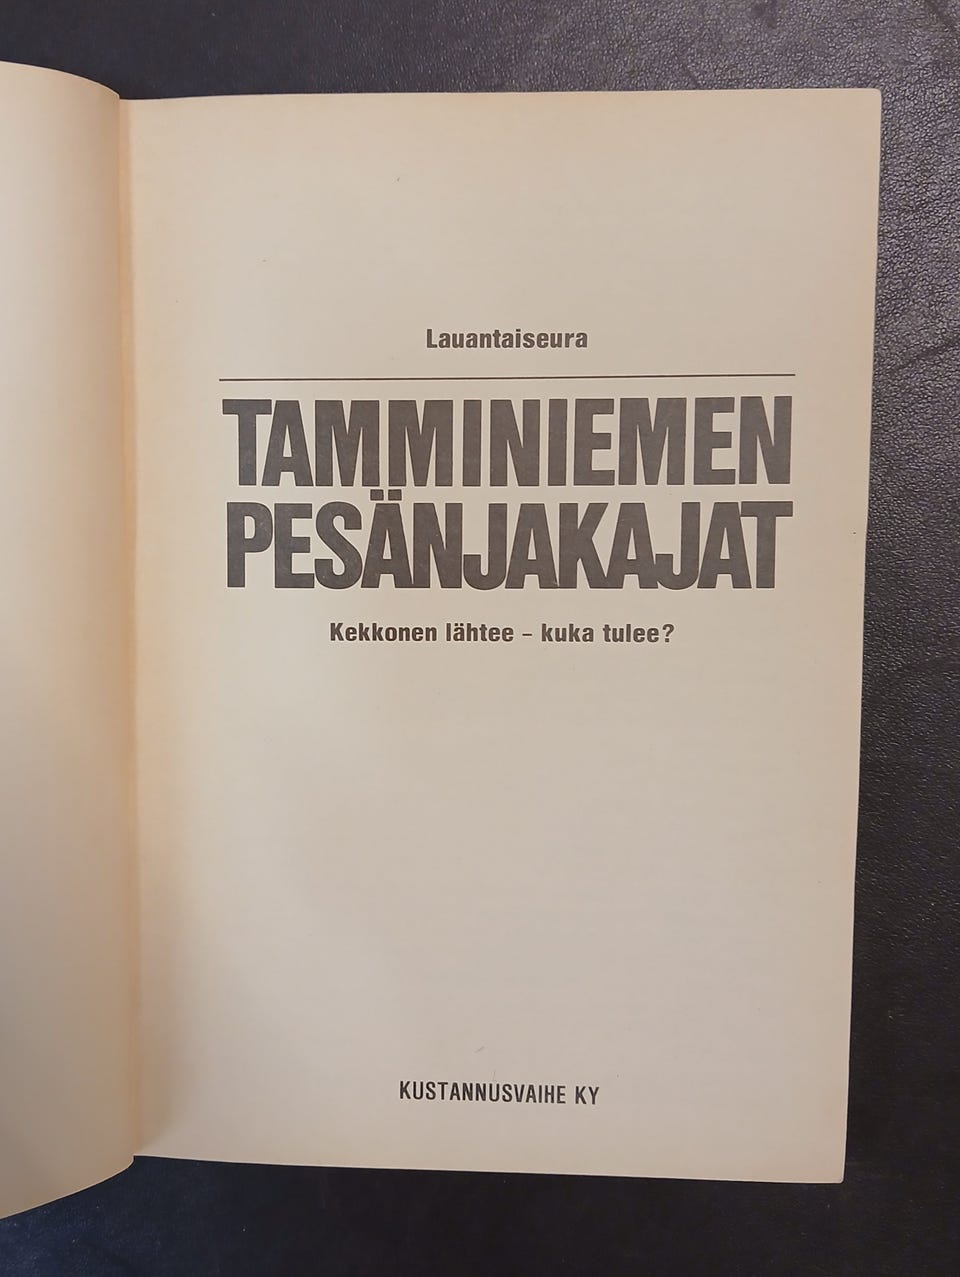 Lauantaiseura
TAMMINIEMEN
PESÄNJAKAJAT
Kekkonen lähtee – kuka tulee?
KUSTANNUSVAIHE KY